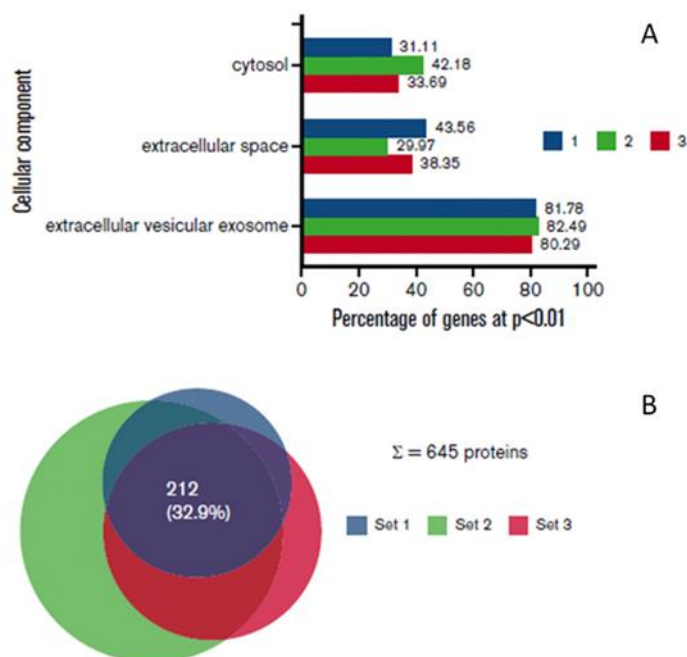 A
Cellular component
cytosol
31.11
42.18
33.69
extracellular space
43.56
29.97
38.35
1 2 3
extracellular vesicular exosome
81.78
82.49
80.29
0 20 40 60 80 100
Percentage of genes at p<0.01
B
Σ = 645 proteins
212
(32.9%)
Set 1 Set 2 Set 3